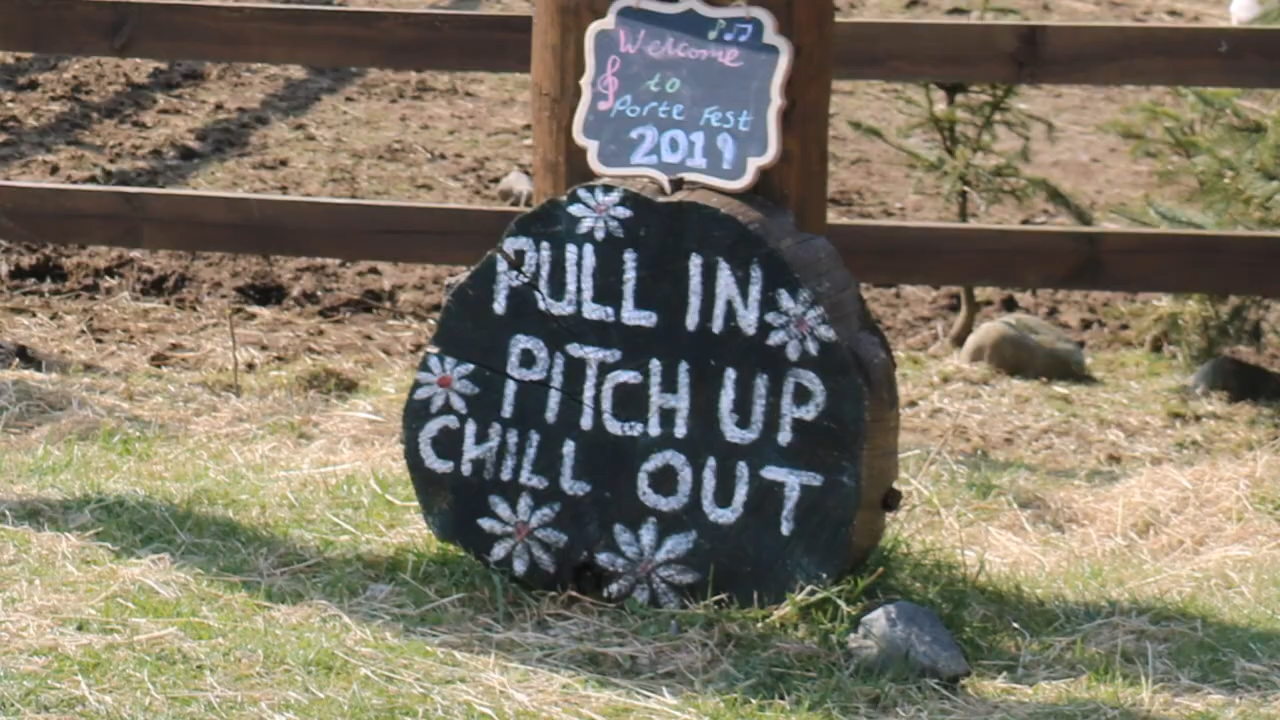 Welcome
to
Porte Fest
2019
PULL IN
PITCH UP
CHILL OUT